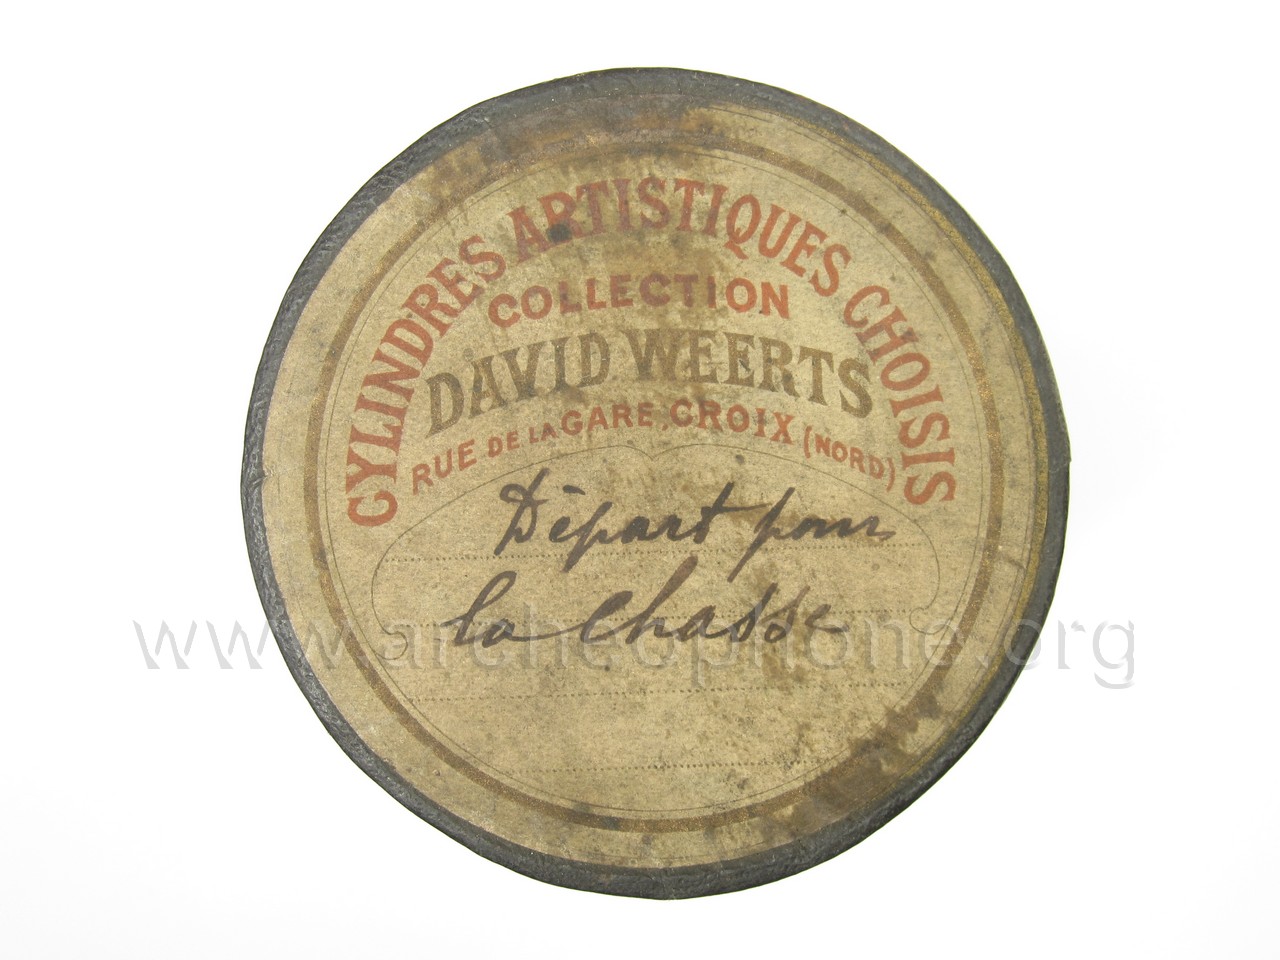 CYLINDRES ARTISTIQUES CHOISIS
COLLECTION
DAVID WEERTS
RUE DE LA GARE, CROIX (NORD)
Départ pour
la chasse
www.archeophone.org